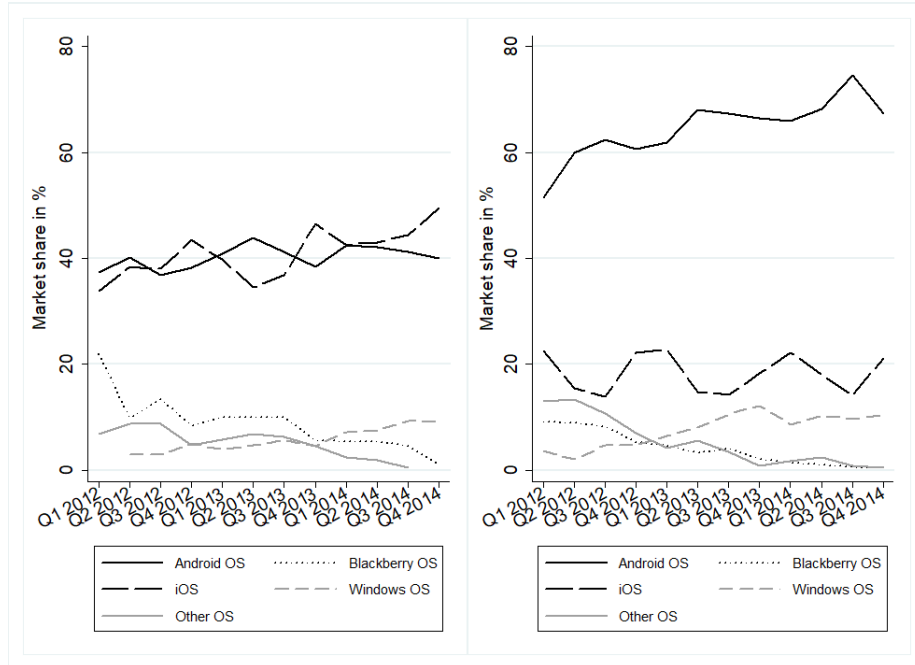 Market share in %
80
60
40
20
0
Q1 2012
Q2 2012
Q3 2012
Q4 2012
Q1 2013
Q2 2013
Q3 2013
Q4 2013
Q1 2014
Q2 2014
Q3 2014
Q4 2014
Android OS
Blackberry OS
iOS
Windows OS
Other OS
Market share in %
80
60
40
20
0
Q1 2012
Q2 2012
Q3 2012
Q4 2012
Q1 2013
Q2 2013
Q3 2013
Q4 2013
Q1 2014
Q2 2014
Q3 2014
Q4 2014
Android OS
Blackberry OS
iOS
Windows OS
Other OS